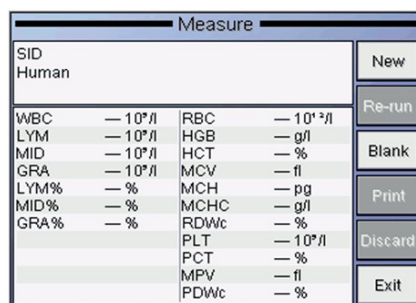 Measure
SID
Human
New
Re-run
Blank
Print
Discard
Exit
WBC — 10⁹/l
LYM — 10⁹/l
MID — 10⁹/l
GRA — 10⁹/l
LYM% — %
MID% — %
GRA% — %
RBC — 10¹²/l
HGB — g/l
HCT — %
MCV — fl
MCH — pg
MCHC — g/l
RDWc — %
PLT — 10⁹/l
PCT — %
MPV — fl
PDWc — %